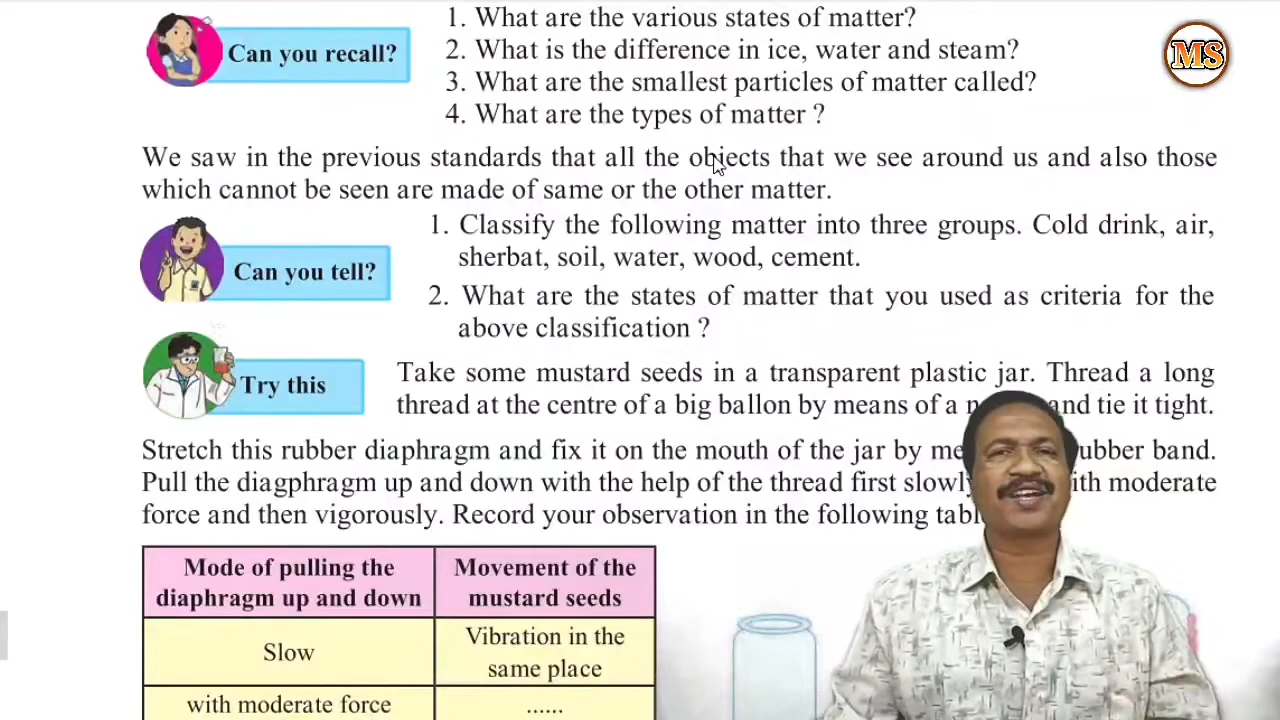 1. What are the various states of matter?
Can you recall?
2. What is the difference in ice, water and steam?
3. What are the smallest particles of matter called?
4. What are the types of matter ?
MS
We saw in the previous standards that all the objects that we see around us and also those
which cannot be seen are made of same or the other matter.
Can you tell?
1. Classify the following matter into three groups. Cold drink, air,
sherbat, soil, water, wood, cement.
2. What are the states of matter that you used as criteria for the
above classification ?
Try this
Take some mustard seeds in a transparent plastic jar. Thread a long
thread at the centre of a big ballon by means of a and tie it tight.
Stretch this rubber diaphragm and fix it on the mouth of the jar by rubber band.
Pull the diagphragm up and down with the help of the thread first slowly with moderate
force and then vigorously. Record your observation in the following
Mode of pulling the
diaphragm up and down
Movement of the
mustard seeds
Slow
Vibration in the
same place
with moderate force
......